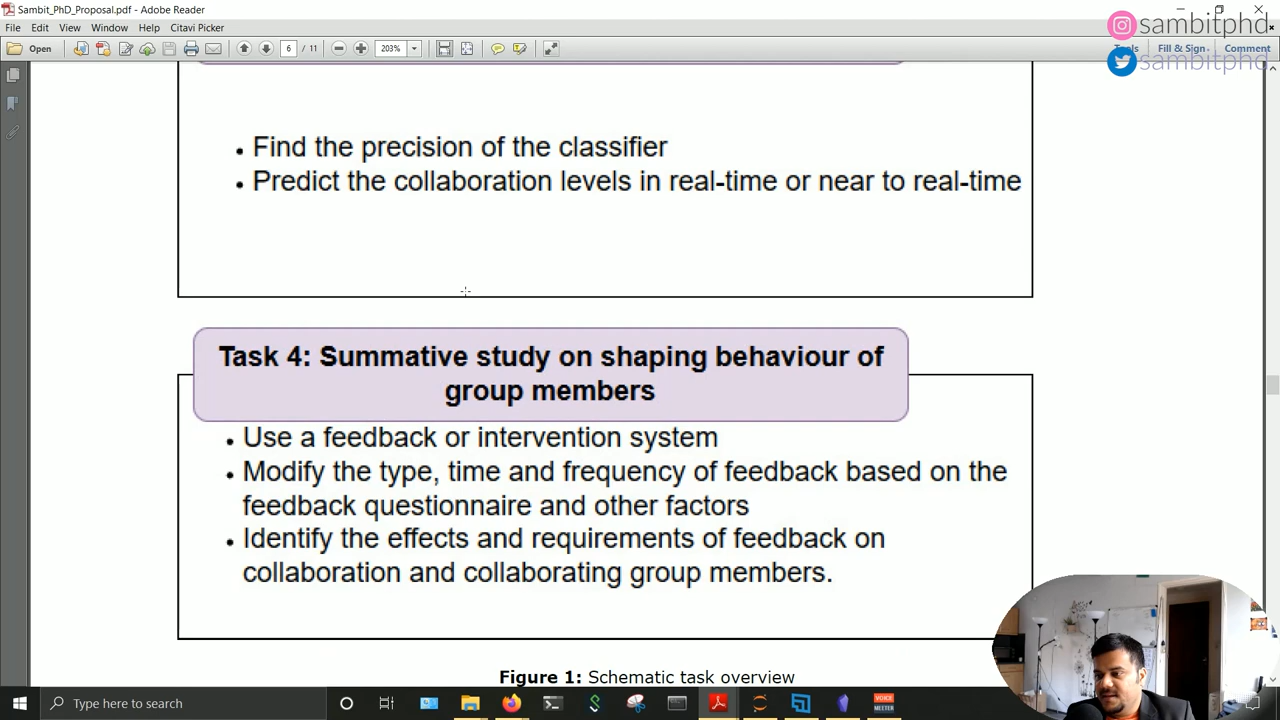 Sambit_PhD_Proposal.pdf - Adobe Reader
File Edit View Window Help Citavi Picker
sambitphd
Open 6 / 11 203% Tools Fill & Sign Comment
sambitphd
Find the precision of the classifier
Predict the collaboration levels in real-time or near to real-time
Task 4: Summative study on shaping behaviour of
group members
Use a feedback or intervention system
Modify the type, time and frequency of feedback based on the
feedback questionnaire and other factors
Identify the effects and requirements of feedback on
collaboration and collaborating group members.
Figure 1: Schematic task overview
Type here to search
VOICE
MEETER